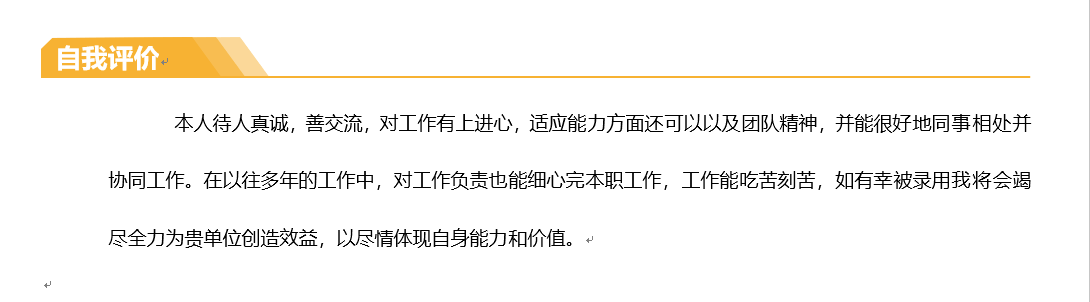 自我评价
本人待人真诚，善交流，对工作有上进心，适应能力方面还可以以及团队精神，并能很好地同事相处并
协同工作。在以往多年的工作中，对工作负责也能细心完本职工作，工作能吃苦刻苦，如有幸被录用我将会竭
尽全力为贵单位创造效益，以尽情体现自身能力和价值。